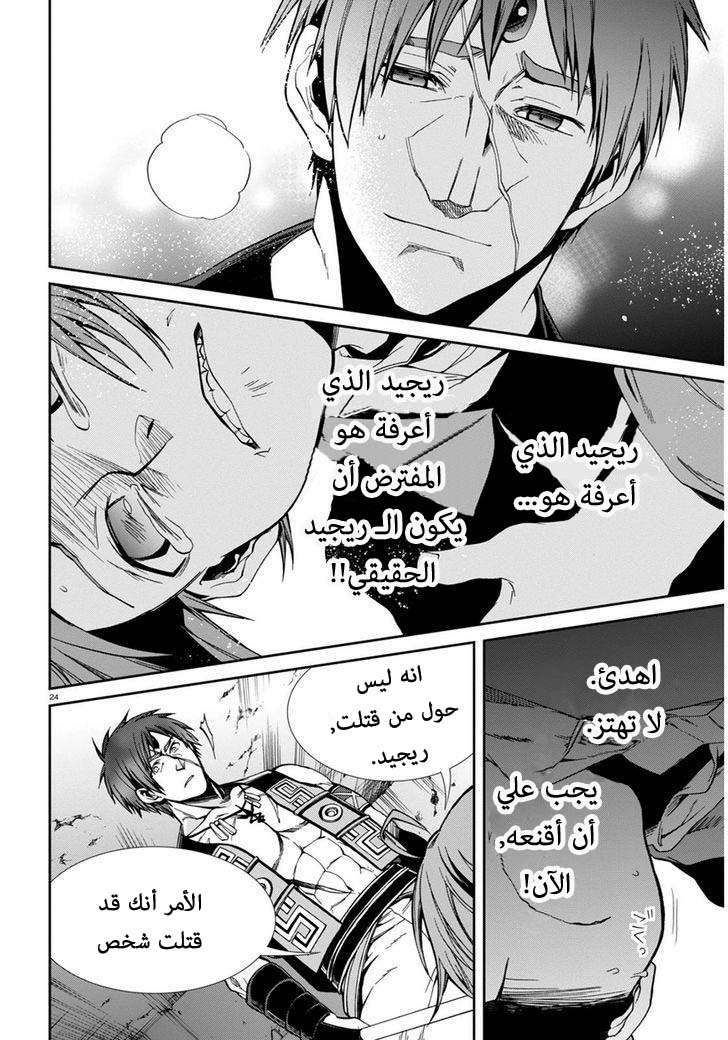 ريجيد الذي
أعرفة هو...
ريجيد الذي
أعرفة هو
المفترض أن
يكون الـ ريجيد
الحقيقي!!
اهدئ.
لا تهتز.
يجب علي
أن أقنعه,
الآن!
انه ليس
حول من قتلت,
ريجيد.
الأمر أنك قد
قتلت شخص
24